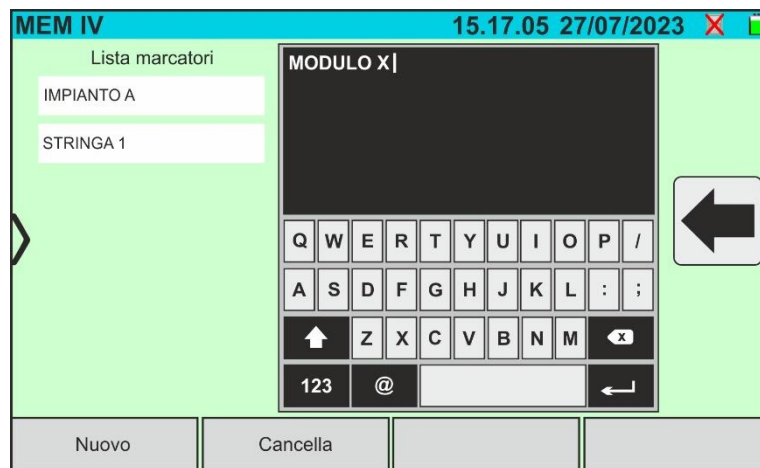 MEM IV 15.17.05 27/07/2023
Lista marcatori
IMPIANTO A
STRINGA 1
MODULO X
Q W E R T Y U I O P /
A S D F G H J K L : ;
Z X C V B N M x
123 @
Nuovo Cancella